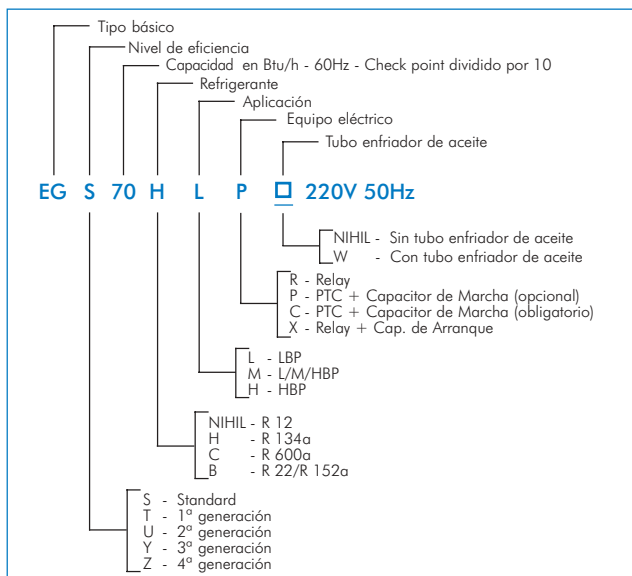 Tipo básico
Nivel de eficiencia
Capacidad en Btu/h - 60Hz - Check point dividido por 10
Refrigerante
Aplicación
Equipo eléctrico
Tubo enfriador de aceite
EG S 70 H L P 220V 50Hz
NIHIL - Sin tubo enfriador de aceite
W - Con tubo enfriador de aceite
R - Relay
P - PTC + Capacitor de Marcha (opcional)
C - PTC + Capacitor de Marcha (obligatorio)
X - Relay + Cap. de Arranque
L - LBP
M - L/M/HBP
H - HBP
NIHIL - R 12
H - R 134a
C - R 600a
B - R 22/R 152a
S - Standard
T - 1ª generación
U - 2ª generación
Y - 3ª generación
Z - 4ª generación